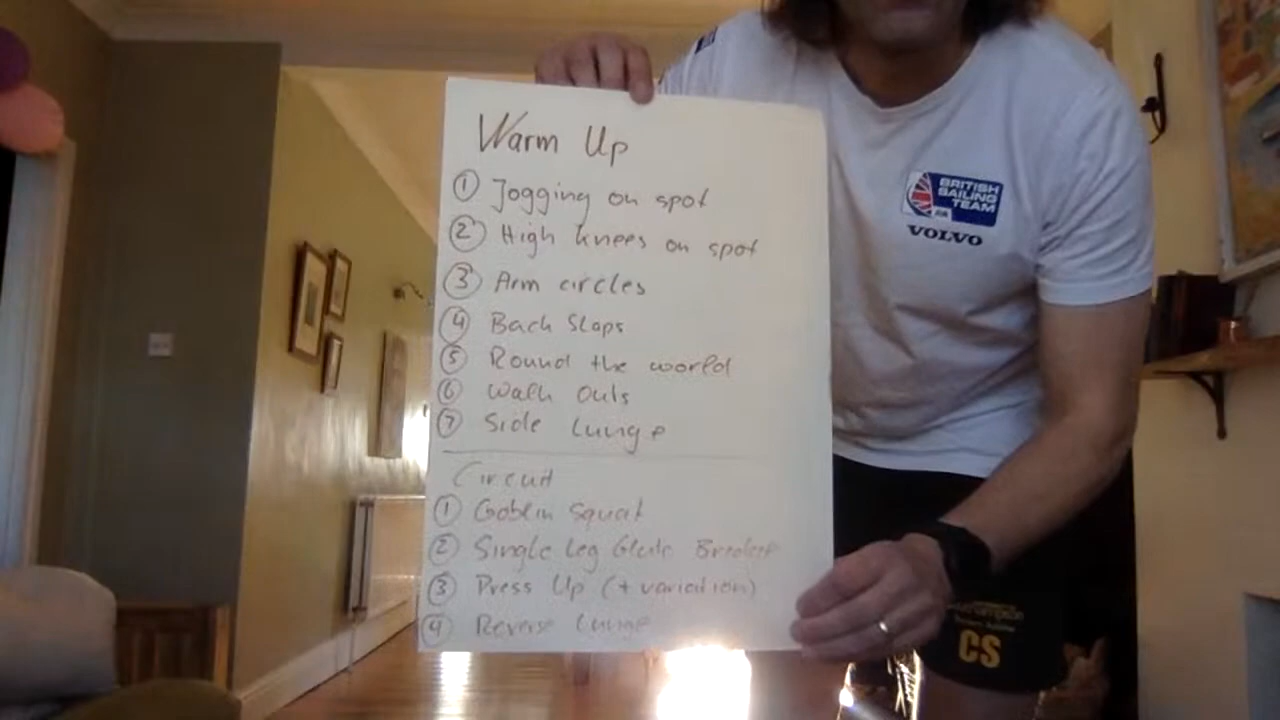 Warm Up
① Jogging on spot
② High knees on spot
③ Arm circles
④ Back Slaps
⑤ Round the world
⑥ Walk Outs
⑦ Side Lunge
Circuit
① Goblin Squat
② Single Leg Glute
③ Press Up (+ variation)
④ Reverse Lunge
BRITISH
SAILING
TEAM
VOLVO
CS